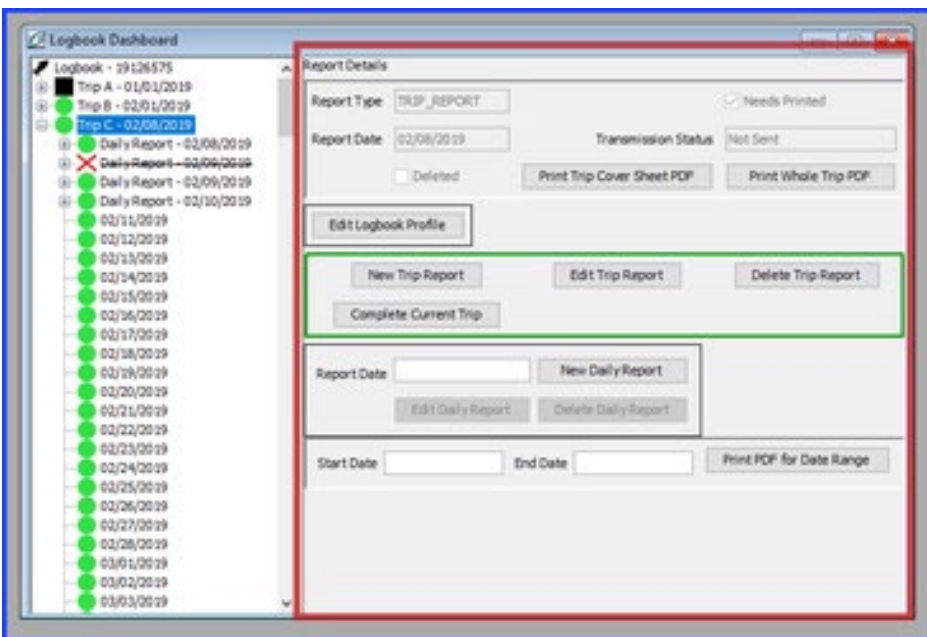 Logbook Dashboard
Logbook - 19126575
Trip A - 01/01/2019
Trip B - 02/01/2019
Trip C - 02/08/2019
Daily Report - 02/08/2019
Daily Report - 02/09/2019
Daily Report - 02/09/2019
Daily Report - 02/10/2019
02/11/2019
02/12/2019
02/13/2019
02/14/2019
02/15/2019
02/16/2019
02/17/2019
02/18/2019
02/19/2019
02/20/2019
02/21/2019
02/22/2019
02/23/2019
02/24/2019
02/25/2019
02/26/2019
02/27/2019
02/28/2019
03/01/2019
03/02/2019
03/03/2019
Report Details
Report Type TRIP_REPORT Needs Printed
Report Date 02/08/2019 Transmission Status Not Sent
Deleted Print Trip Cover Sheet PDF Print Whole Trip PDF
Edit Logbook Profile
New Trip Report Edit Trip Report Delete Trip Report
Complete Current Trip
Report Date New Daily Report
Edit Daily Report Delete Daily Report
Start Date End Date Print PDF for Date Range